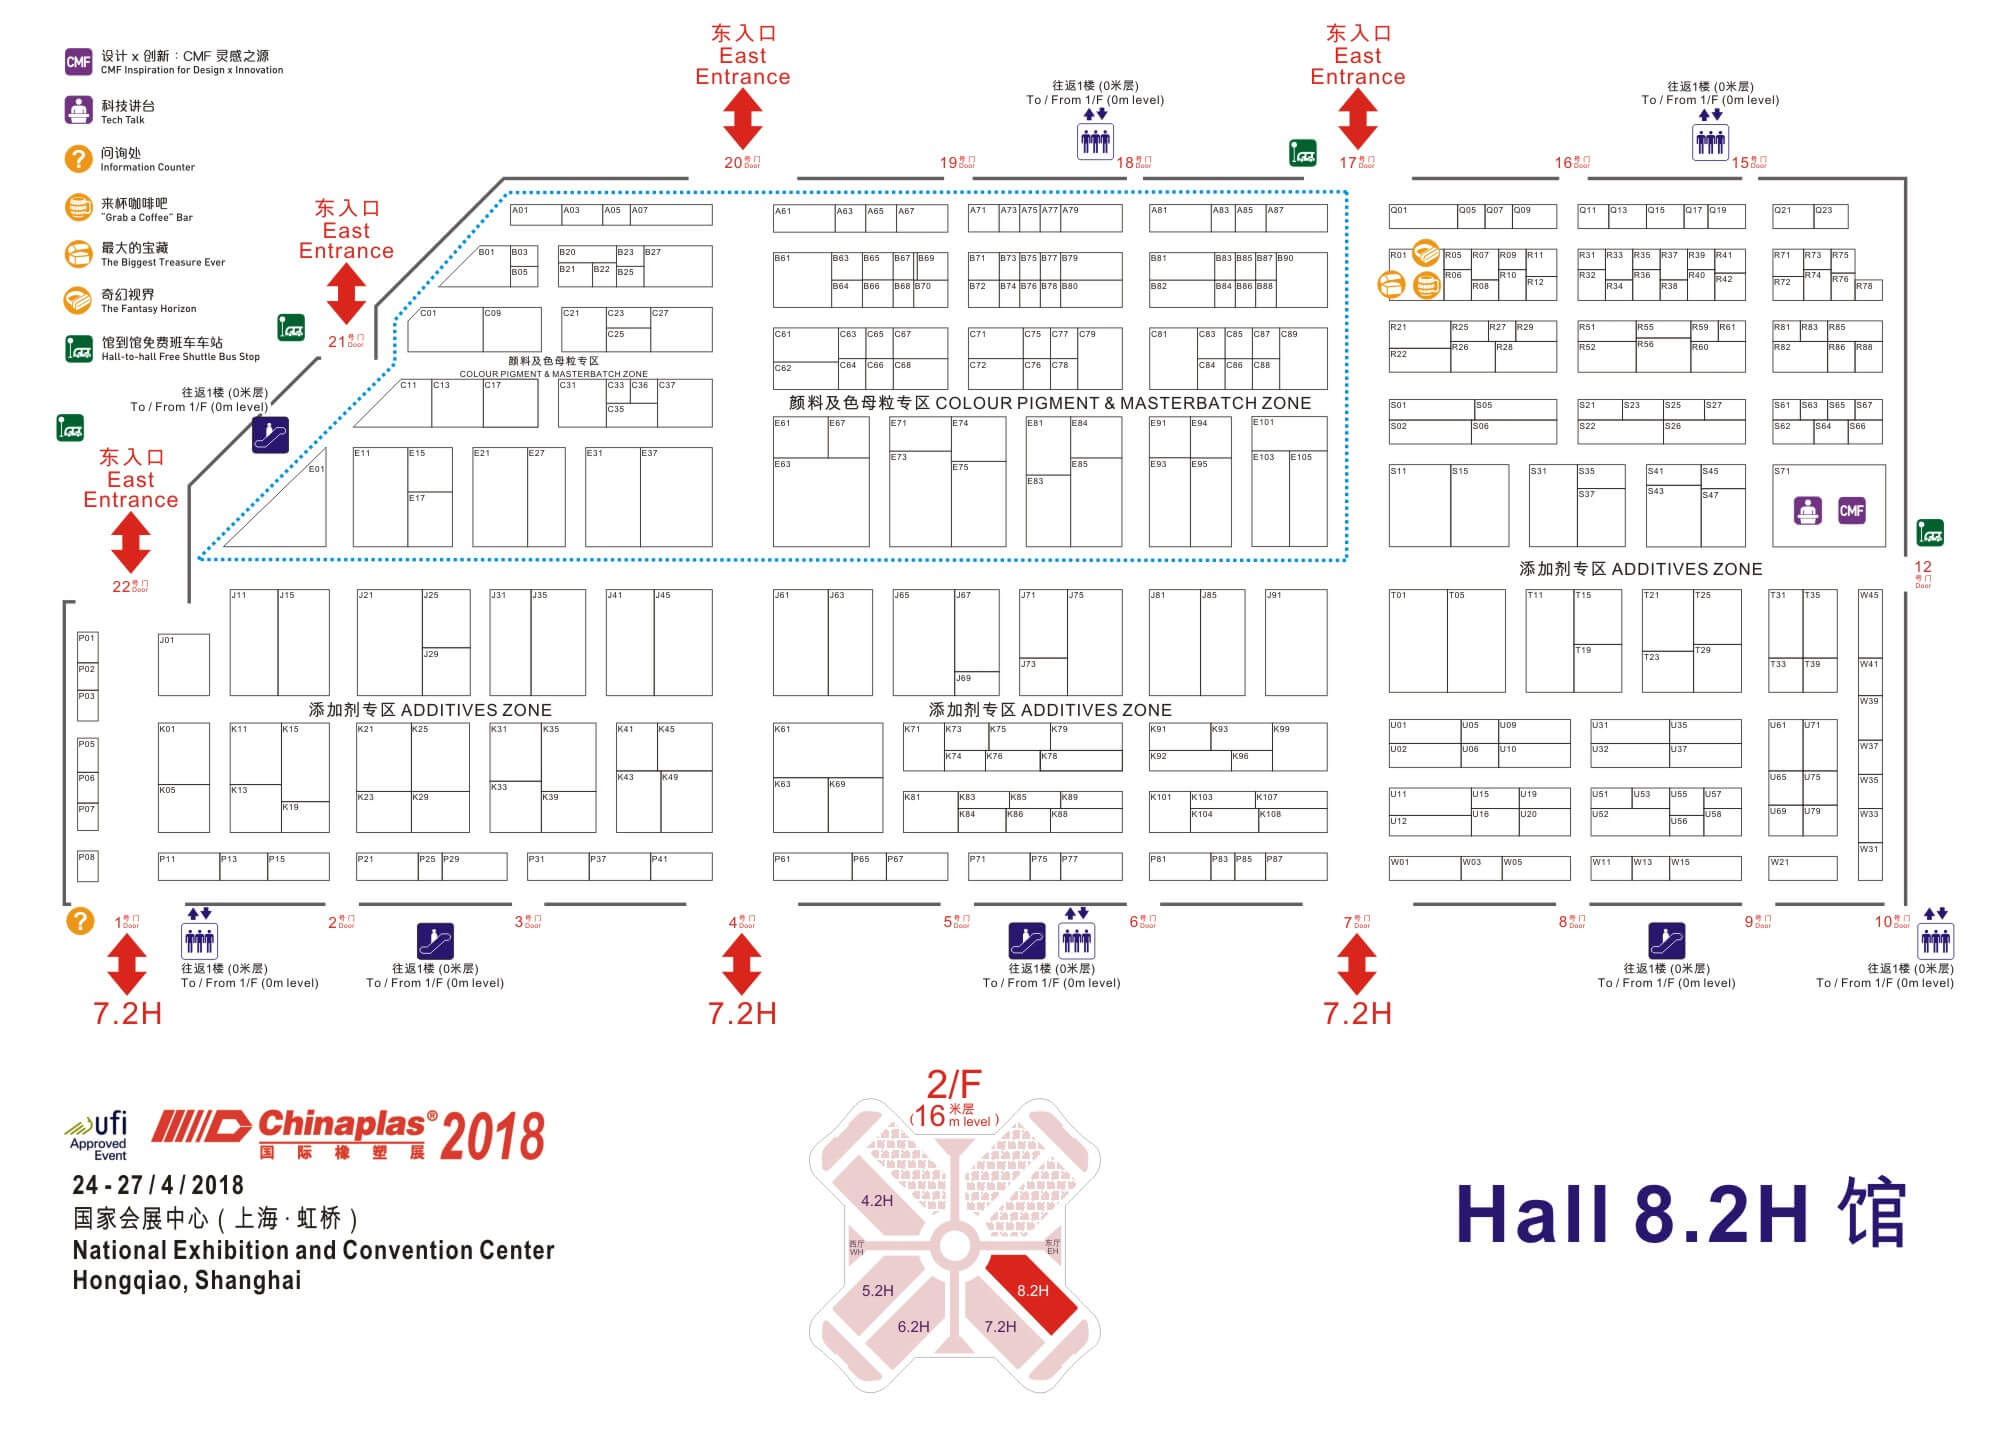 设计 x 创新：CMF 灵感之源
CMF
CMF Inspiration for Design x Innovation
科技讲台
Tech Talk
问询处
Information Counter
来杯咖啡吧
"Grab a Coffee" Bar
最大的宝藏
The Biggest Treasure Ever
奇幻视界
The Fantasy Horizon
馆到馆免费班车车站
Hall-to-hall Free Shuttle Bus Stop
东入口
East
Entrance
东入口
East
Entrance
东入口
East
Entrance
东入口
East
Entrance
往返1楼 (0米层)
To / From 1/F (0m level)
往返1楼 (0米层)
To / From 1/F (0m level)
往返1楼 (0米层)
To / From 1/F (0m level)
20号门 Door
19号门 Door
18号门 Door
17号门 Door
16号门 Door
15号门 Door
21号门 Door
22号门 Door
12号门 Door
A01 A03 A05 A07 A61 A63 A65 A67 A71 A73 A75 A77 A79 A81 A83 A85 A87
Q01 Q05 Q07 Q09 Q11 Q13 Q15 Q17 Q19 Q21 Q23
B01 B03 B20 B23 B27 B61 B63 B65 B67 B69 B71 B73 B75 B77 B79 B81 B83 B85 B87 B90
B05 B21 B22 B25 B64 B66 B68 B70 B72 B74 B76 B78 B80 B82 B84 B86 B88
R01 R05 R07 R09 R11 R31 R33 R35 R37 R39 R41 R71 R73 R75
R06 R08 R10 R12 R32 R34 R36 R38 R40 R42 R72 R74 R76 R78
C01 C09 C21 C23 C27 C25 C61 C63 C65 C67 C71 C75 C77 C79 C81 C83 C85 C87 C89
C62 C64 C66 C68 C72 C76 C78 C84 C86 C88
R21 R25 R27 R29 R51 R55 R59 R61 R81 R83 R85
R22 R26 R28 R52 R56 R60 R82 R86 R88
颜料及色母粒专区
COLOUR PIGMENT & MASTERBATCH ZONE
C11 C13 C17 C31 C33 C36 C37 C35
颜料及色母粒专区 COLOUR PIGMENT & MASTERBATCH ZONE
S01 S05 S21 S23 S25 S27 S61 S63 S65 S67
S02 S06 S22 S26 S62 S64 S66
E01 E11 E15 E17 E21 E27 E31 E37
E61 E67 E71 E74 E81 E84 E91 E94 E101
E63 E73 E75 E83 E85 E93 E95 E103 E105
S11 S15 S31 S35 S37 S41 S45 S43 S47 S71
CMF
添加剂专区 ADDITIVES ZONE
P01 P02 P03 P05 P06 P07 P08
J01 J11 J15 J21 J25 J29 J31 J35 J41 J45
J61 J63 J65 J67 J69 J71 J75 J73 J81 J85 J91
T01 T05 T11 T15 T19 T21 T25 T23 T29 T31 T35 T33 T39
W45 W41 W39 W37 W35 W33 W31
添加剂专区 ADDITIVES ZONE
添加剂专区 ADDITIVES ZONE
K01 K05 K11 K15 K13 K19 K21 K25 K23 K29 K31 K35 K33 K39 K41 K45 K43 K49
K61 K63 K69 K71 K73 K75 K79 K74 K76 K78 K91 K93 K99 K92 K96
K81 K83 K85 K89 K84 K86 K88 K101 K103 K107 K104 K108
U01 U05 U09 U02 U06 U10 U31 U35 U32 U37 U61 U71
U11 U15 U19 U12 U16 U20 U51 U53 U55 U57 U52 U56 U58 U65 U75 U69 U79
P11 P13 P15 P21 P25 P29 P31 P37 P41 P61 P65 P67 P71 P75 P77 P81 P83 P85 P87
W01 W03 W05 W11 W13 W15 W21
1号门 Door
2号门 Door
3号门 Door
4号门 Door
5号门 Door
6号门 Door
7号门 Door
8号门 Door
9号门 Door
10号门 Door
往返1楼 (0米层)
To / From 1/F (0m level)
往返1楼 (0米层)
To / From 1/F (0m level)
往返1楼 (0米层)
To / From 1/F (0m level)
往返1楼 (0米层)
To / From 1/F (0m level)
往返1楼 (0米层)
To / From 1/F (0m level)
7.2H
7.2H
7.2H
ufi
Approved
Event
Chinaplas® 2018
国际橡塑展
24 - 27 / 4 / 2018
国家会展中心 ( 上海 · 虹桥 )
National Exhibition and Convention Center
Hongqiao, Shanghai
2/F
(16米层 m level)
4.2H
西厅
WH
东厅
EH
5.2H
8.2H
6.2H
7.2H
Hall 8.2H 馆